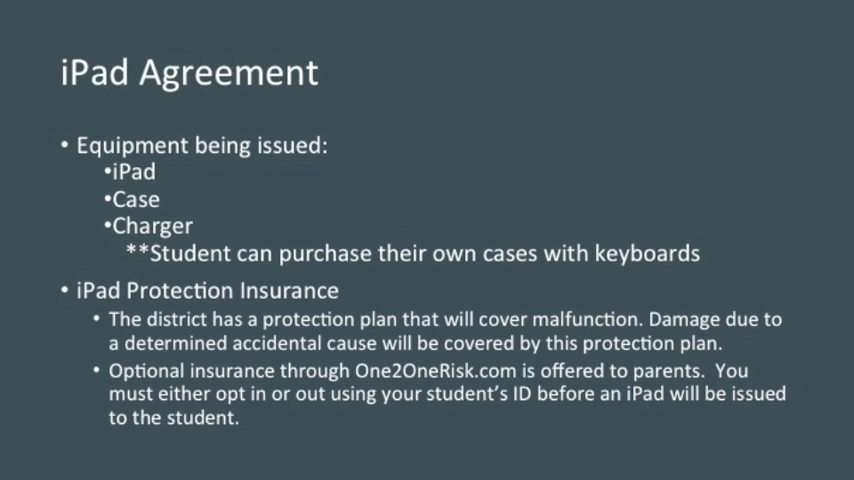 iPad Agreement
• Equipment being issued:
•iPad
•Case
•Charger
**Student can purchase their own cases with keyboards
• iPad Protection Insurance
• The district has a protection plan that will cover malfunction. Damage due to
a determined accidental cause will be covered by this protection plan.
• Optional insurance through One2OneRisk.com is offered to parents.  You
must either opt in or out using your student’s ID before an iPad will be issued
to the student.